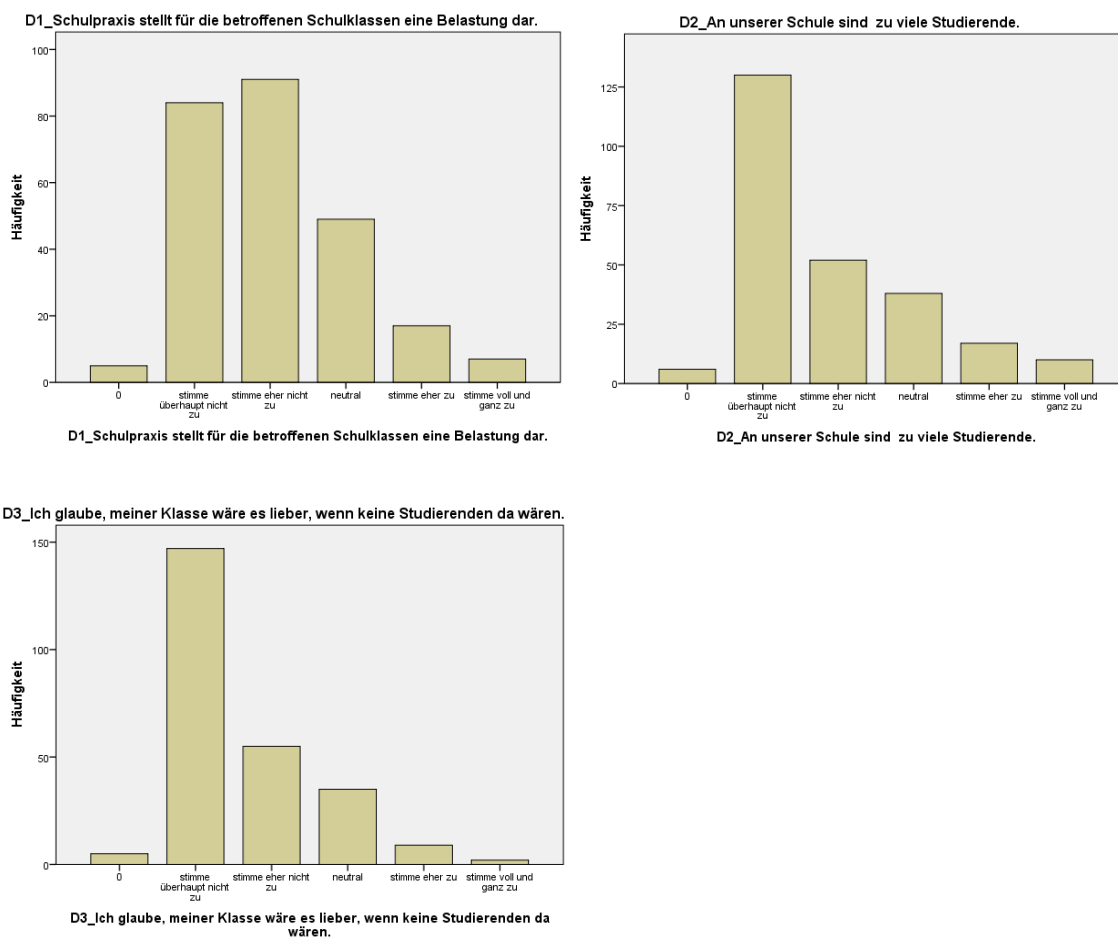 D1_Schulpraxis stellt für die betroffenen Schulklassen eine Belastung dar.
100
80
60
40
20
0
Häufigkeit
0
stimme
überhaupt nicht
zu
stimme eher nicht
zu
neutral
stimme eher zu
stimme voll und
ganz zu
D1_Schulpraxis stellt für die betroffenen Schulklassen eine Belastung dar.
D2_An unserer Schule sind  zu viele Studierende.
125
100
75
50
25
0
Häufigkeit
0
stimme
überhaupt nicht
zu
stimme eher nicht
zu
neutral
stimme eher zu
stimme voll und
ganz zu
D2_An unserer Schule sind  zu viele Studierende.
D3_Ich glaube, meiner Klasse wäre es lieber, wenn keine Studierenden da wären.
150
100
50
0
Häufigkeit
0
stimme
überhaupt nicht
zu
stimme eher nicht
zu
neutral
stimme eher zu
stimme voll und
ganz zu
D3_Ich glaube, meiner Klasse wäre es lieber, wenn keine Studierenden da
wären.